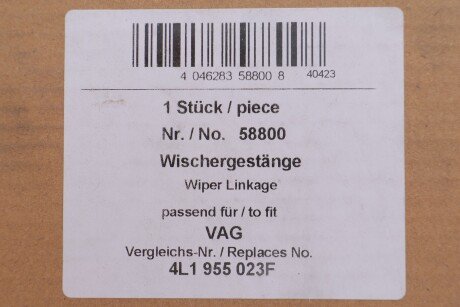 4 046283 58800 8 40423
1 Stück / piece
Nr. / No. 58800
Wischergestänge
Wiper Linkage
passend für / to fit
VAG
Vergleichs-Nr. / Replaces No.
4L1 955 023F